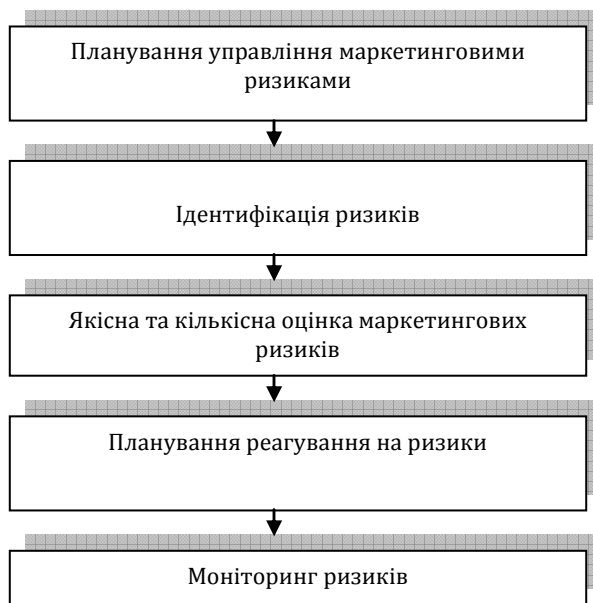 Планування управління маркетинговими
ризиками
Ідентифікація ризиків
Якісна та кількісна оцінка маркетингових
ризиків
Планування реагування на ризики
Моніторинг ризиків